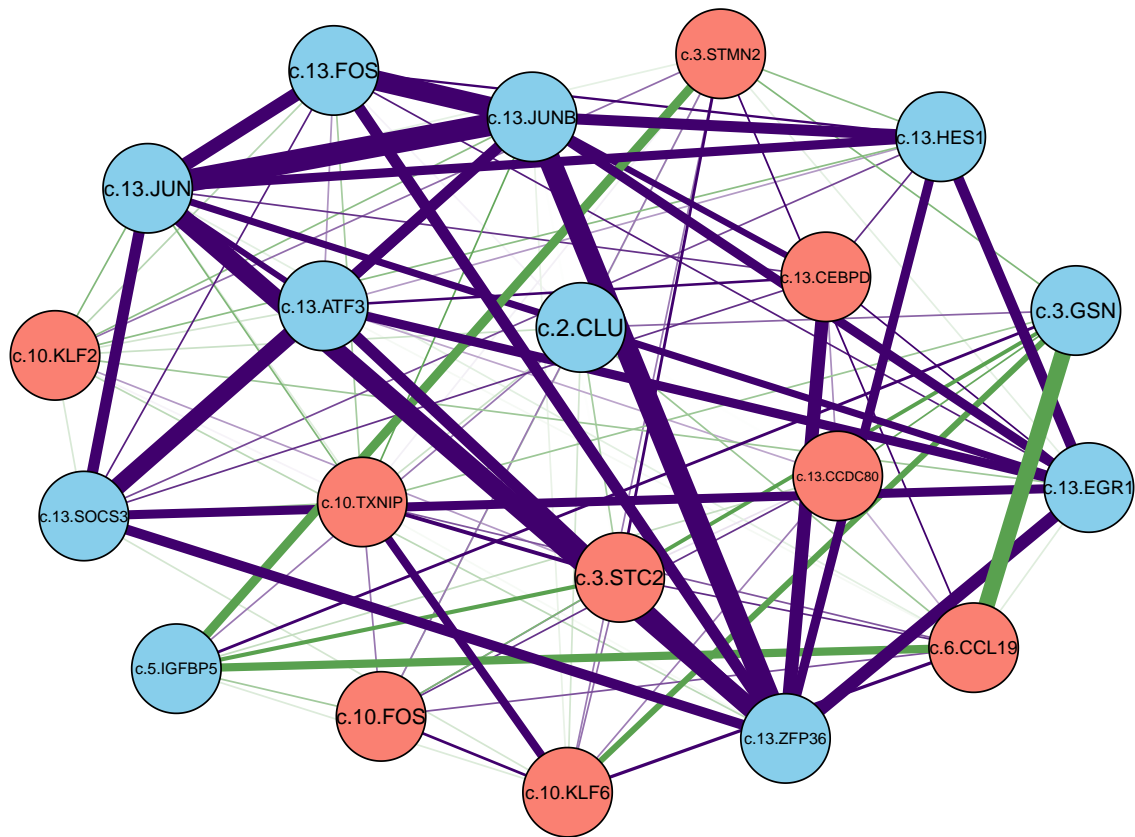 c.3.STMN2
c.13.FOS
c.13.JUNB
c.13.HES1
c.13.JUN
c.13.CEBPD
c.13.ATF3
c.3.GSN
c.2.CLU
c.10.KLF2
c.13.CCDC80
c.13.EGR1
c.10.TXNIP
c.13.SOCS3
c.3.STC2
c.6.CCL19
c.5.IGFBP5
c.10.FOS
c.13.ZFP36
c.10.KLF6